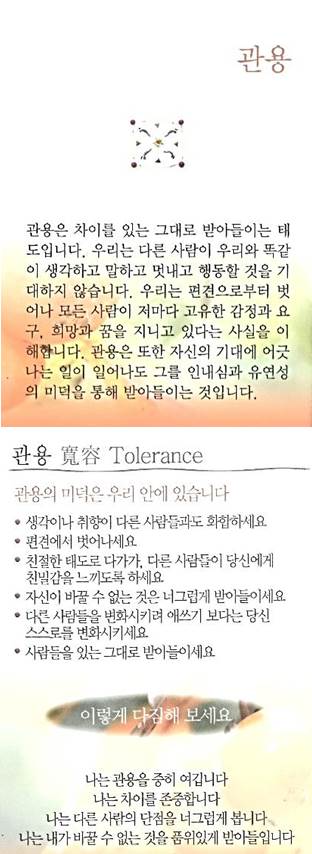 관용
관용은 차이를 있는 그대로 받아들이는 태
도입니다. 우리는 다른 사람이 우리와 똑같
이 생각하고 말하고 멋내고 행동할 것을 기
대하지 않습니다. 우리는 편견으로부터 벗
어나 모든 사람이 저마다 고유한 감정과 요
구, 희망과 꿈을 지니고 있다는 사실을 이
해합니다. 관용은 또한 자신의 기대에 어긋
나는 일이 일어나도 그를 인내심과 유연성
의 미덕을 통해 받아들이는 것입니다.
관용 寬容 Tolerance
관용의 미덕은 우리 안에 있습니다
• 생각이나 취향이 다른 사람들과도 화합하세요
• 편견에서 벗어나세요
• 친절한 태도로 다가가, 다른 사람들이 당신에게
친밀감을 느끼도록 하세요
• 자신이 바꿀 수 없는 것은 너그럽게 받아들이세요
• 다른 사람들을 변화시키려 애쓰기 보다는 당신
스스로를 변화시키세요
• 사람들을 있는 그대로 받아들이세요
이렇게 다짐해 보세요
나는 관용을 중히 여깁니다
나는 차이를 존중합니다
나는 다른 사람의 단점을 너그럽게 봅니다
나는 내가 바꿀 수 없는 것을 품위있게 받아들입니다